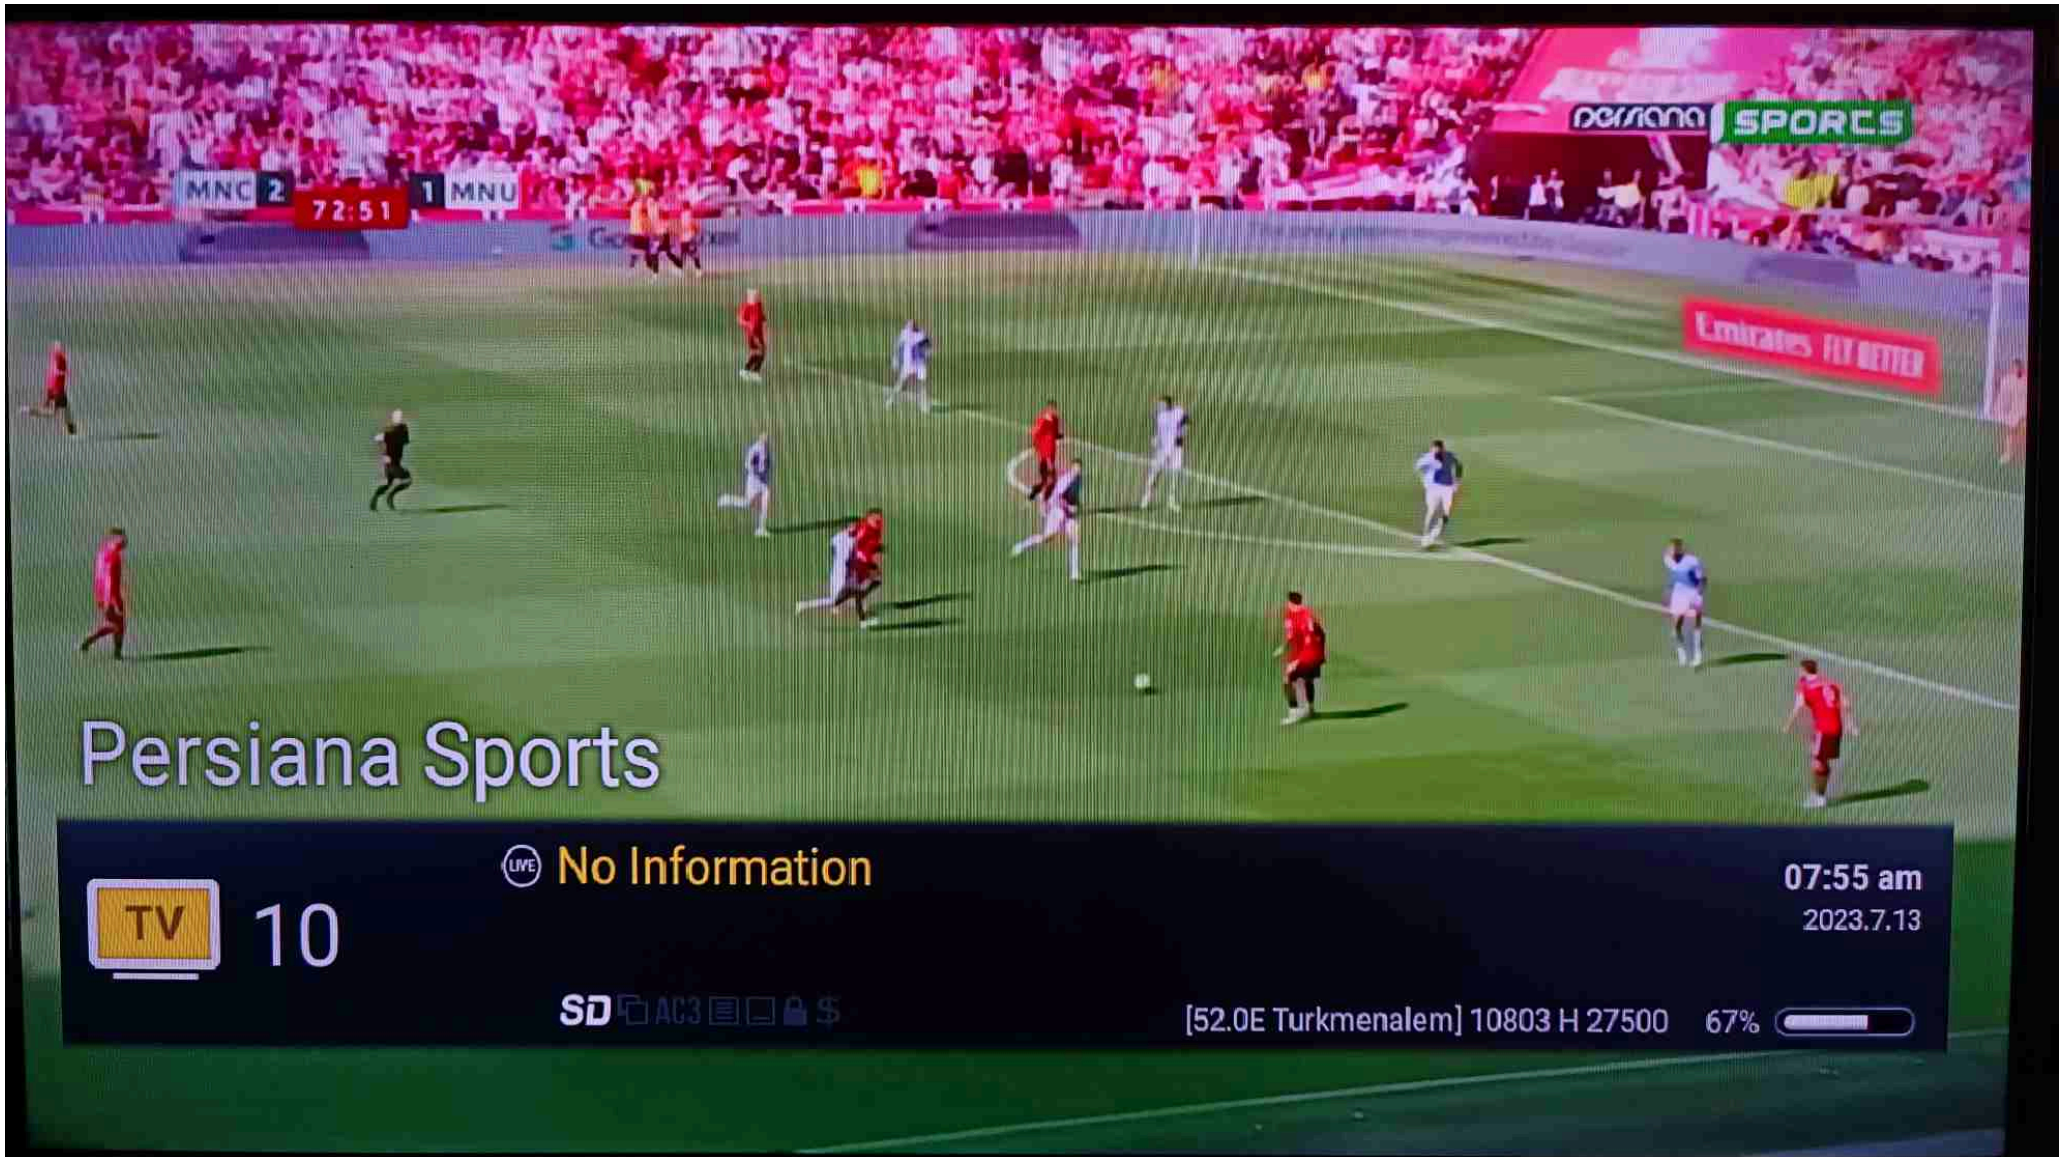 persiana SPORTS
MNC 2 72:51 1 MNU
Emirates FLY BETTER
Persiana Sports
LIVE No Information
07:55 am
2023.7.13
TV 10
SD AC3 $
[52.0E Turkmenalem] 10803 H 27500 67%